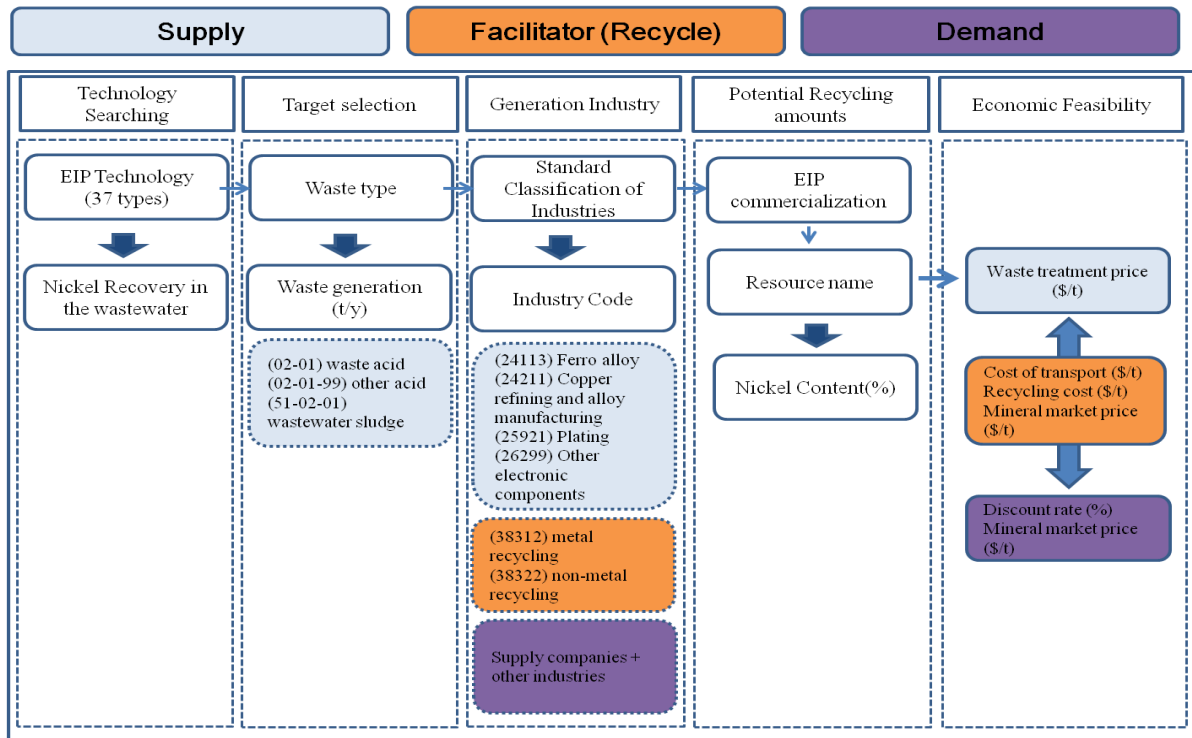 Supply
Facilitator (Recycle)
Demand
Technology
Searching
Target selection
Generation Industry
Potential Recycling
amounts
Economic Feasibility
EIP Technology
(37 types)
Nickel Recovery in
the wastewater
Waste type
Waste generation
(t/y)
(02-01) waste acid
(02-01-99) other acid
(51-02-01)
wastewater sludge
Standard
Classification of
Industries
Industry Code
(24113) Ferro alloy
(24211) Copper
refining and alloy
manufacturing
(25921) Plating
(26299) Other
electronic
components
(38312) metal
recycling
(38322) non-metal
recycling
Supply companies +
other industries
EIP
commercialization
Resource name
Nickel Content(%)
Waste treatment price
($/t)
Cost of transport ($/t)
Recycling cost ($/t)
Mineral market price
($/t)
Discount rate (%)
Mineral market price
($/t)